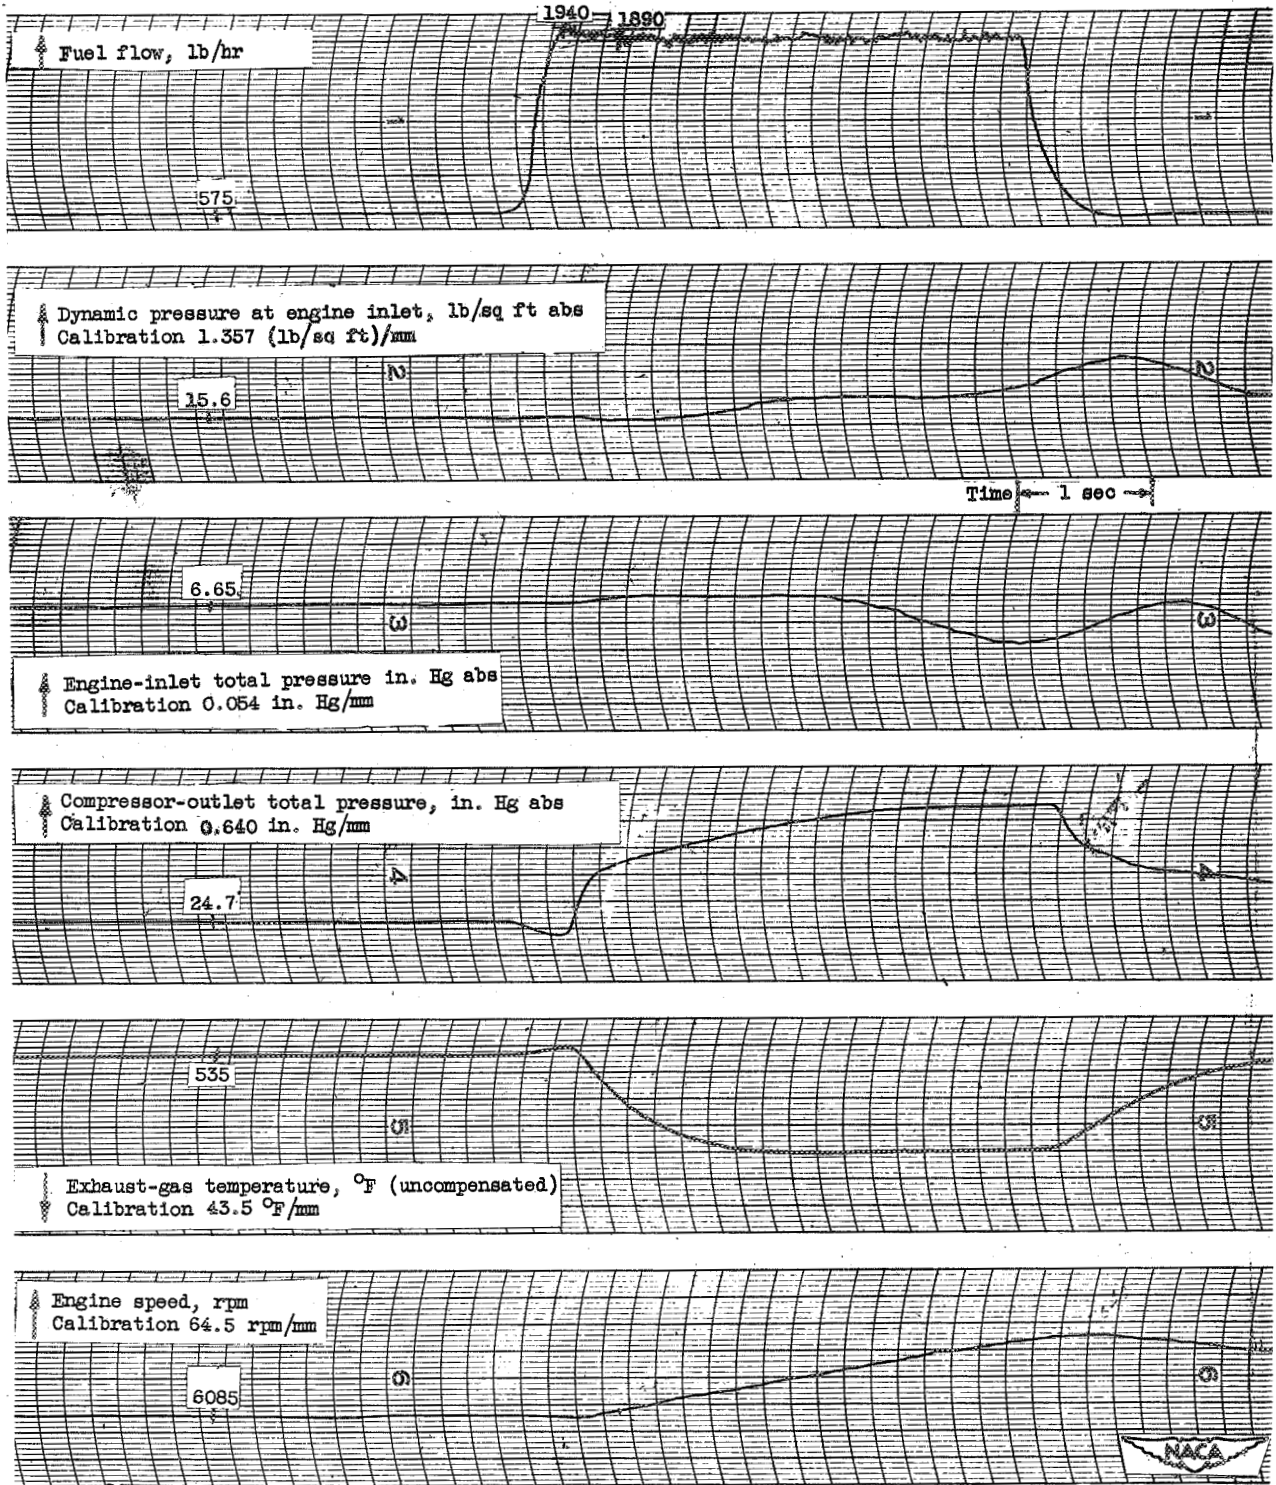 1940 1890
Fuel flow, lb/hr
1 1
575
Dynamic pressure at engine inlet, lb/sq ft abs
Calibration 1.357 (lb/sq ft)/mm
2 2
15.6
Time 1 sec
6.65
3 3
Engine-inlet total pressure in. Hg abs
Calibration 0.054 in. Hg/mm
Compressor-outlet total pressure, in. Hg abs
Calibration 0.640 in. Hg/mm
4 4
24.7
535
5 5
Exhaust-gas temperature, °F (uncompensated)
Calibration 43.5 °F/mm
Engine speed, rpm
Calibration 64.5 rpm/mm
6 6
6085
NACA